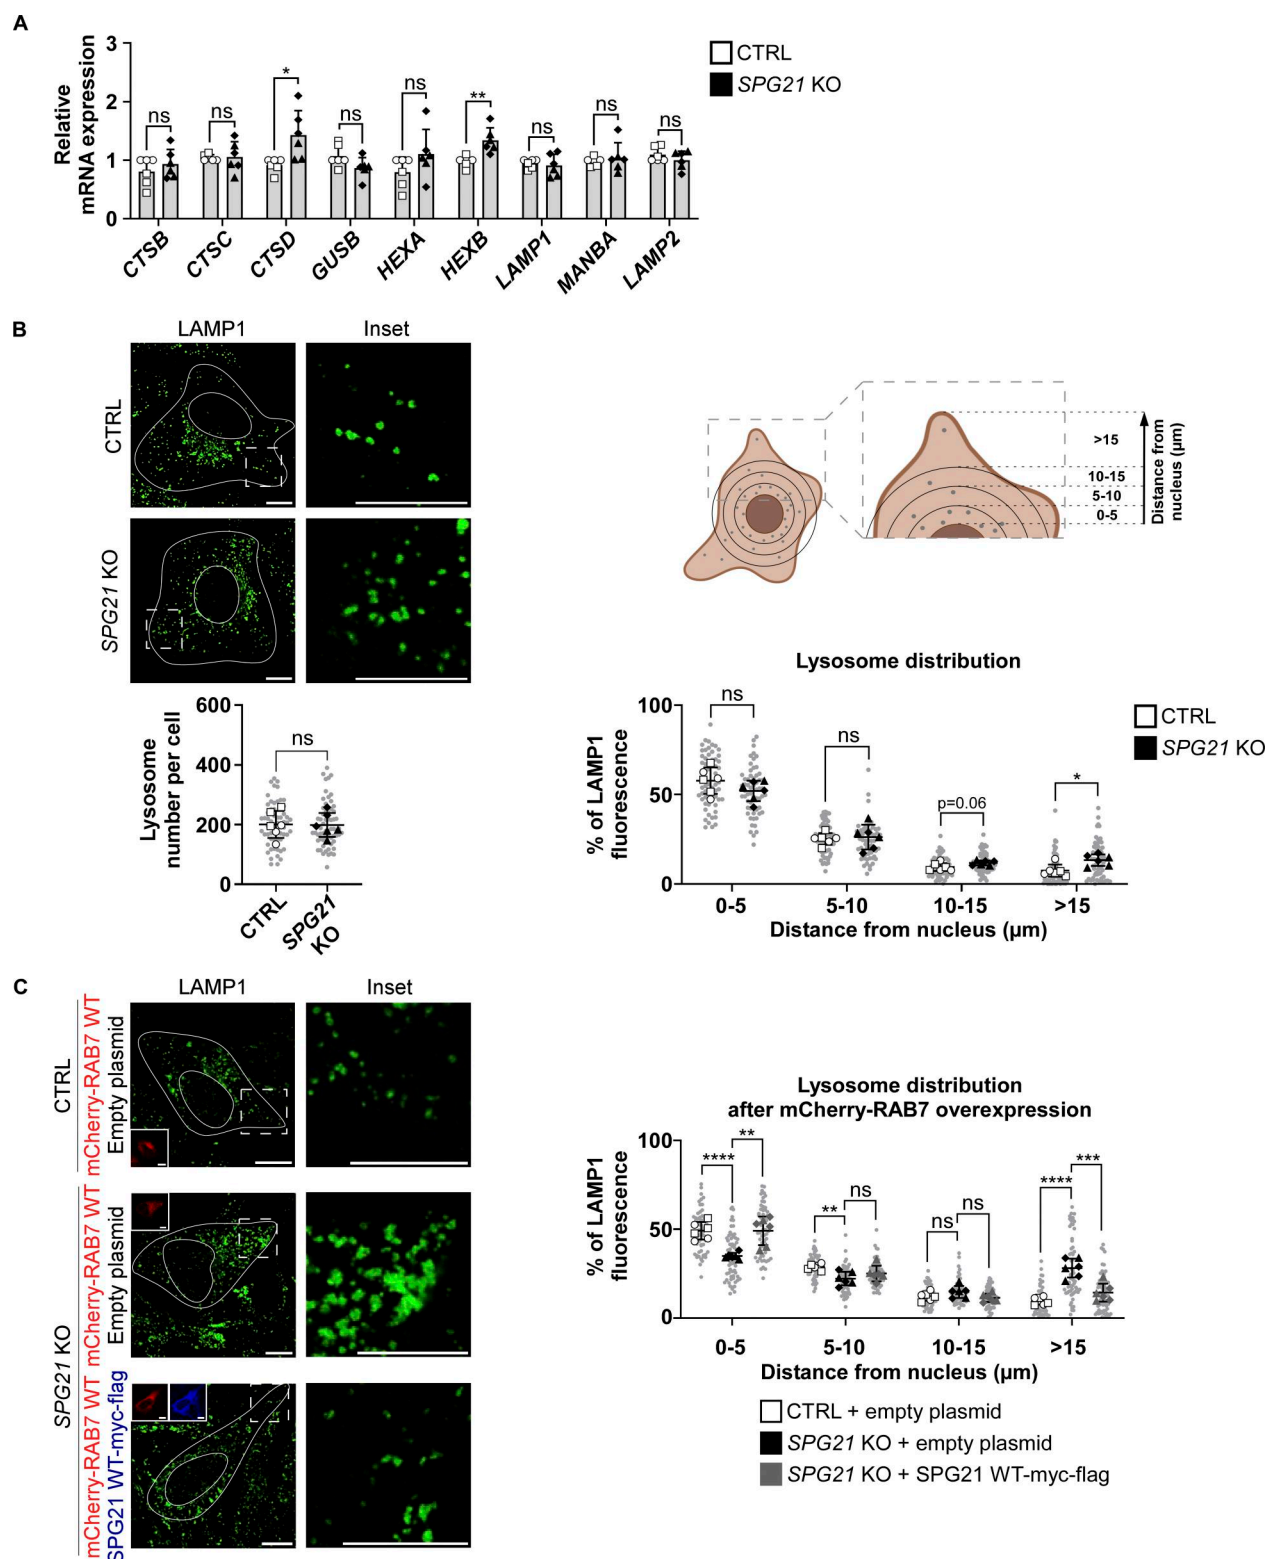 A
3
2
1
0
Relative
mRNA expression
ns
ns
*
ns
ns
**
ns
ns
ns
CTRL
SPG21 KO
CTSB
CTSC
CTSD
GUSB
HEXA
HEXB
LAMP1
MANBA
LAMP2
B
LAMP1
Inset
CTRL
SPG21 KO
>15
10-15
5-10
0-5
Distance from
nucleus (µm)
600
400
200
0
Lysosome
number per cell
ns
CTRL
SPG21
KO
Lysosome distribution
100
50
0
% of LAMP1
fluorescence
ns
ns
p=0.06
*
CTRL
SPG21 KO
0-5
5-10
10-15
>15
Distance from nucleus (µm)
C
LAMP1
Inset
CTRL
mCherry-RAB7 WT
Empty plasmid
SPG21 KO
mCherry-RAB7 WT
Empty plasmid
mCherry-RAB7 WT
SPG21 WT-myc-flag
Lysosome distribution
after mCherry-RAB7 overexpression
100
50
0
% of LAMP1
fluorescence
****
**
**
ns
ns
ns
****
***
0-5
5-10
10-15
>15
Distance from nucleus (µm)
CTRL + empty plasmid
SPG21 KO + empty plasmid
SPG21 KO + SPG21 WT-myc-flag